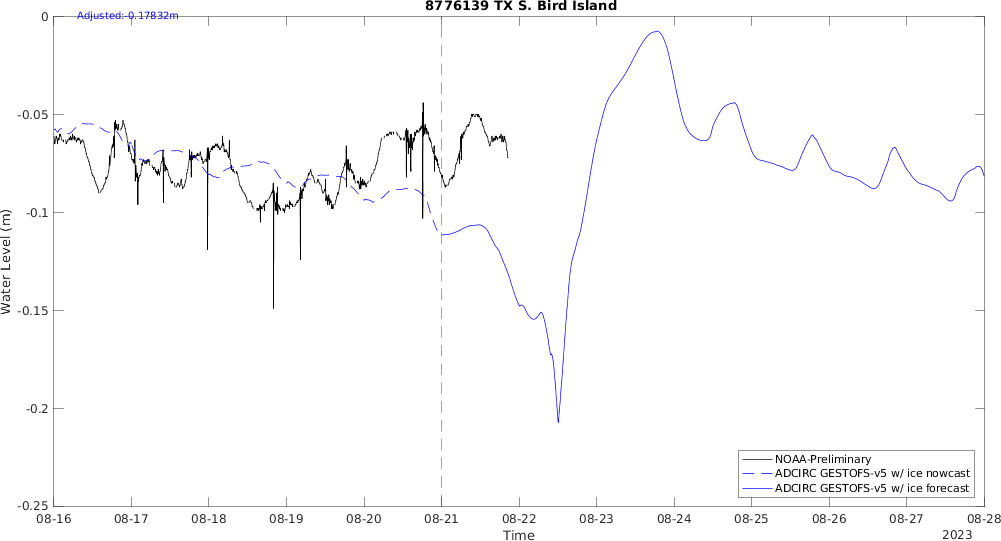 8776139 TX S. Bird Island
Adjusted:-0.17832m
Water Level (m)
0
-0.05
-0.1
-0.15
-0.2
-0.25
08-16 08-17 08-18 08-19 08-20 08-21 08-22 08-23 08-24 08-25 08-26 08-27 08-28
Time
2023
NOAA-Preliminary
ADCIRC GESTOFS-v5 w/ ice nowcast
ADCIRC GESTOFS-v5 w/ ice forecast